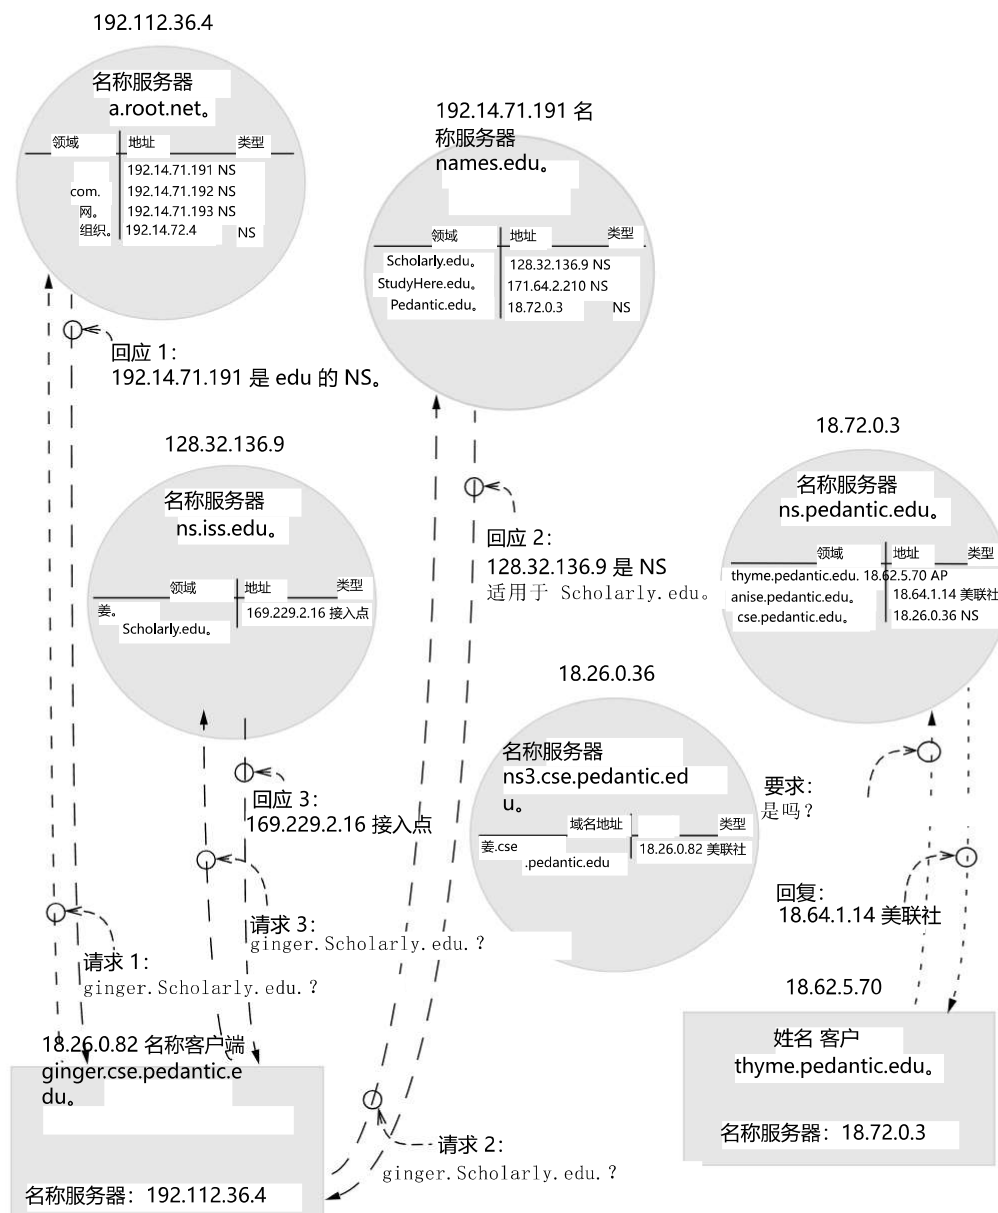 192.112.36.4
名称服务器
a.root.net。
领域 地址 类型
192.14.71.191 NS
com. 192.14.71.192 NS
网。 192.14.71.193 NS
组织。 192.14.72.4 NS
192.14.71.191 名
称服务器
names.edu。
领域 地址 类型
Scholarly.edu。 128.32.136.9 NS
StudyHere.edu。 171.64.2.210 NS
Pedantic.edu。 18.72.0.3 NS
回应 1：
192.14.71.191 是 edu 的 NS。
128.32.136.9
名称服务器
ns.iss.edu。
领域 地址 类型
姜。 169.229.2.16 接入点
Scholarly.edu。
回应 2：
128.32.136.9 是 NS
适用于 Scholarly.edu。
18.72.0.3
名称服务器
ns.pedantic.edu。
领域 地址 类型
thyme.pedantic.edu. 18.62.5.70 AP
anise.pedantic.edu。 18.64.1.14 美联社
cse.pedantic.edu。 18.26.0.36 NS
18.26.0.36
名称服务器
ns3.cse.pedantic.ed
u。
域名地址 类型
姜.cse 18.26.0.82 美联社
.pedantic.edu
回应 3：
169.229.2.16 接入点
要求：
是吗？
回复：
18.64.1.14 美联社
请求 3：
ginger.Scholarly.edu.？
请求 1：
ginger.Scholarly.edu.？
18.26.0.82 名称客户端
ginger.cse.pedantic.e
du。
名称服务器：192.112.36.4
请求 2：
ginger.Scholarly.edu.？
18.62.5.70
姓名 客户
thyme.pedantic.edu。
名称服务器：18.72.0.3